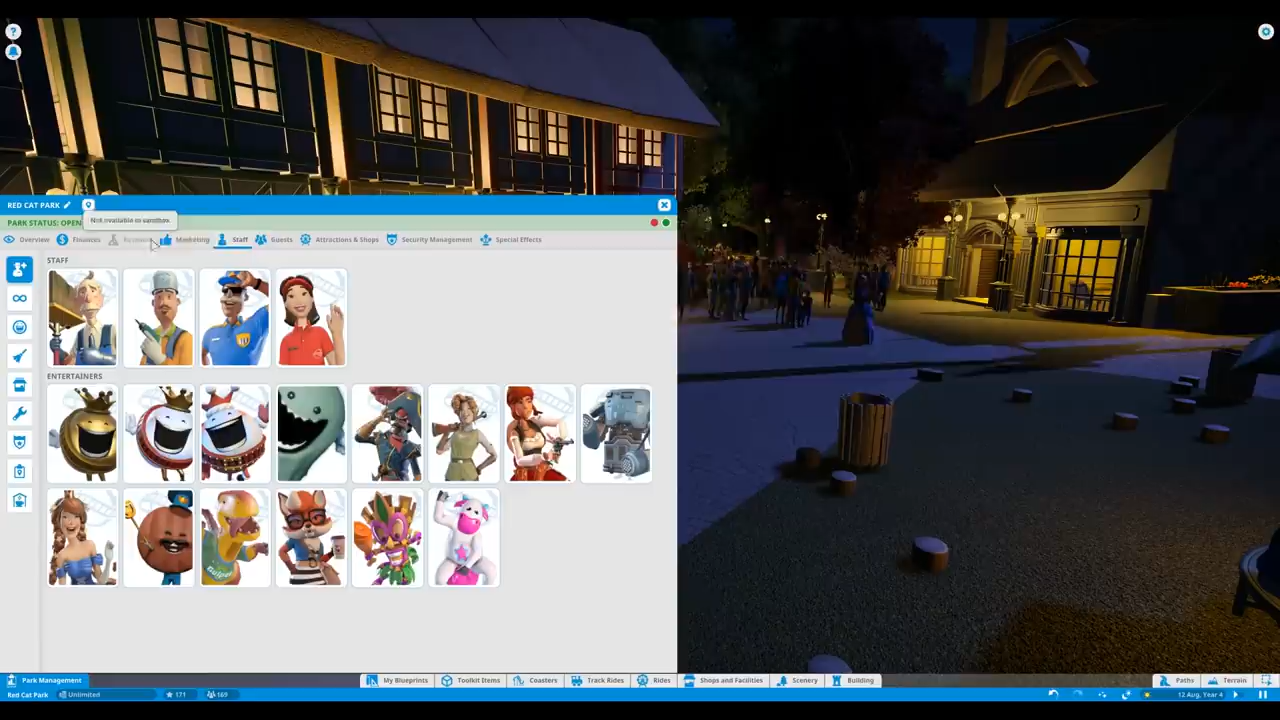 RED CAT PARK
PARK STATUS: OPEN
Not available in sandbox.
Overview Finances Research Marketing Staff Guests Attractions & Shops Security Management Special Effects
STAFF
ENTERTAINERS
Park Management My Blueprints Toolkit Items Coasters Track Rides Rides Shops and Facilities Scenery Building Paths Terrain
Red Cat Park Unlimited 171 169 12 Aug, Year 4